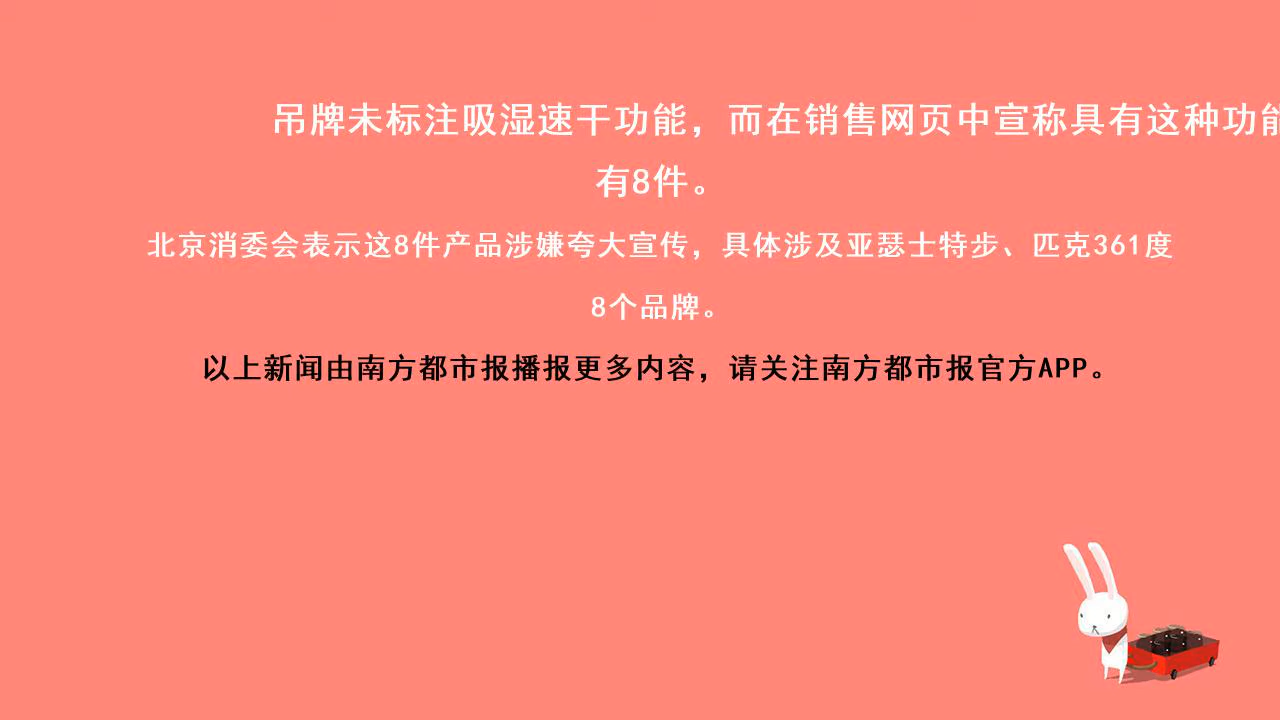 吊牌未标注吸湿速干功能，而在销售网页中宣称具有这种功能
有8件。
北京消委会表示这8件产品涉嫌夸大宣传，具体涉及亚瑟士特步、匹克361度
8个品牌。
以上新闻由南方都市报播报更多内容，请关注南方都市报官方APP。